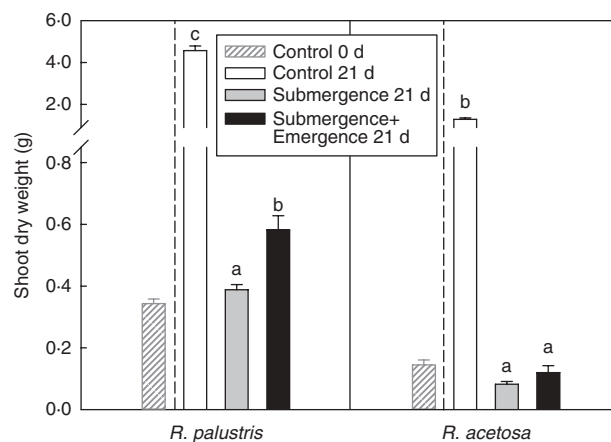 6·0
c
Control 0 d
Control 21 d
Submergence 21 d
Submergence+
Emergence 21 d
4·0
2·0
b
Shoot dry weight (g)
0·8
0·6
b
0·4
a
0·2
a
a
0·0
R. palustris
R. acetosa